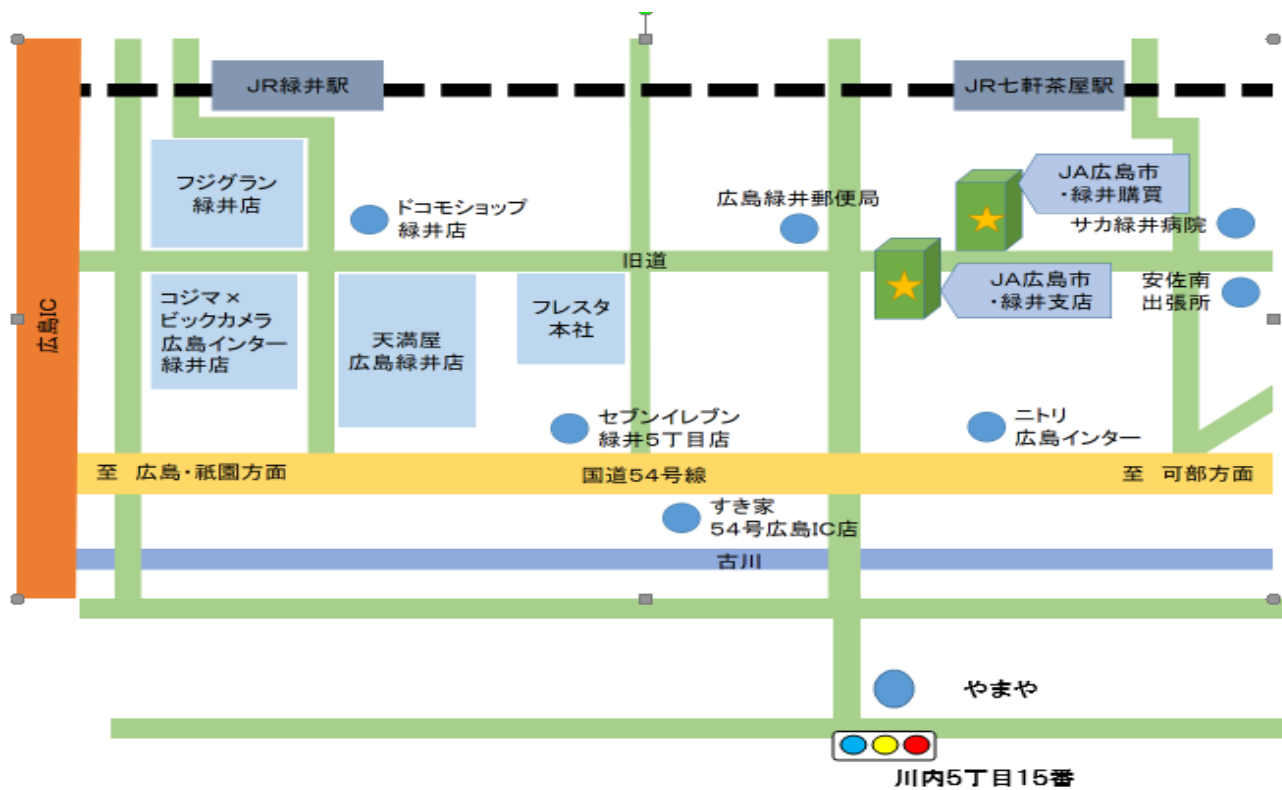 JR緑井駅
JR七軒茶屋駅
フジグラン
緑井店
ドコモショップ
緑井店
広島緑井郵便局
JA広島市
・緑井購買
サカ緑井病院
旧道
広島IC
コジマ×
ビックカメラ
広島インター
緑井店
天満屋
広島緑井店
フレスタ
本社
JA広島市
・緑井支店
安佐南
出張所
セブンイレブン
緑井5丁目店
ニトリ
広島インター
至 広島・祇園方面
国道54号線
至 可部方面
すき家
54号広島IC店
古川
やまや
川内5丁目15番